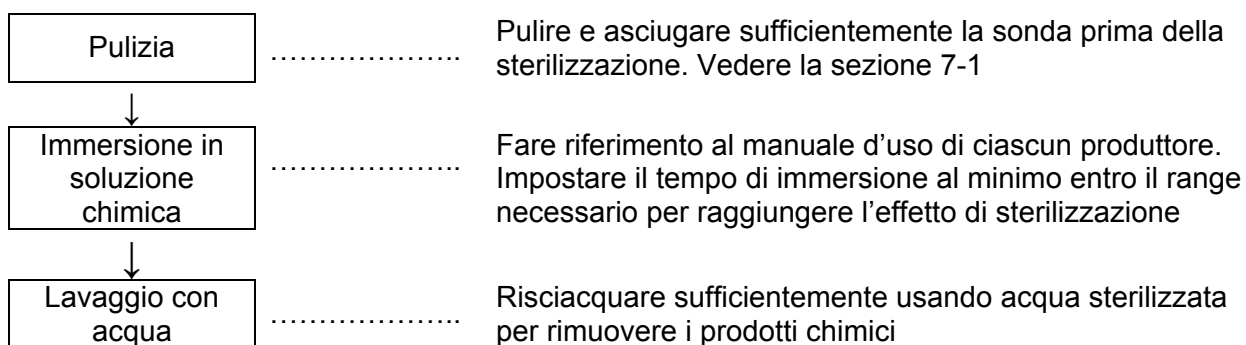 Pulizia
……………….. Pulire e asciugare sufficientemente la sonda prima della
sterilizzazione. Vedere la sezione 7-1
↓
Immersione in
soluzione
chimica
……………….. Fare riferimento al manuale d’uso di ciascun produttore.
Impostare il tempo di immersione al minimo entro il range
necessario per raggiungere l’effetto di sterilizzazione
↓
Lavaggio con
acqua
……………….. Risciacquare sufficientemente usando acqua sterilizzata
per rimuovere i prodotti chimici